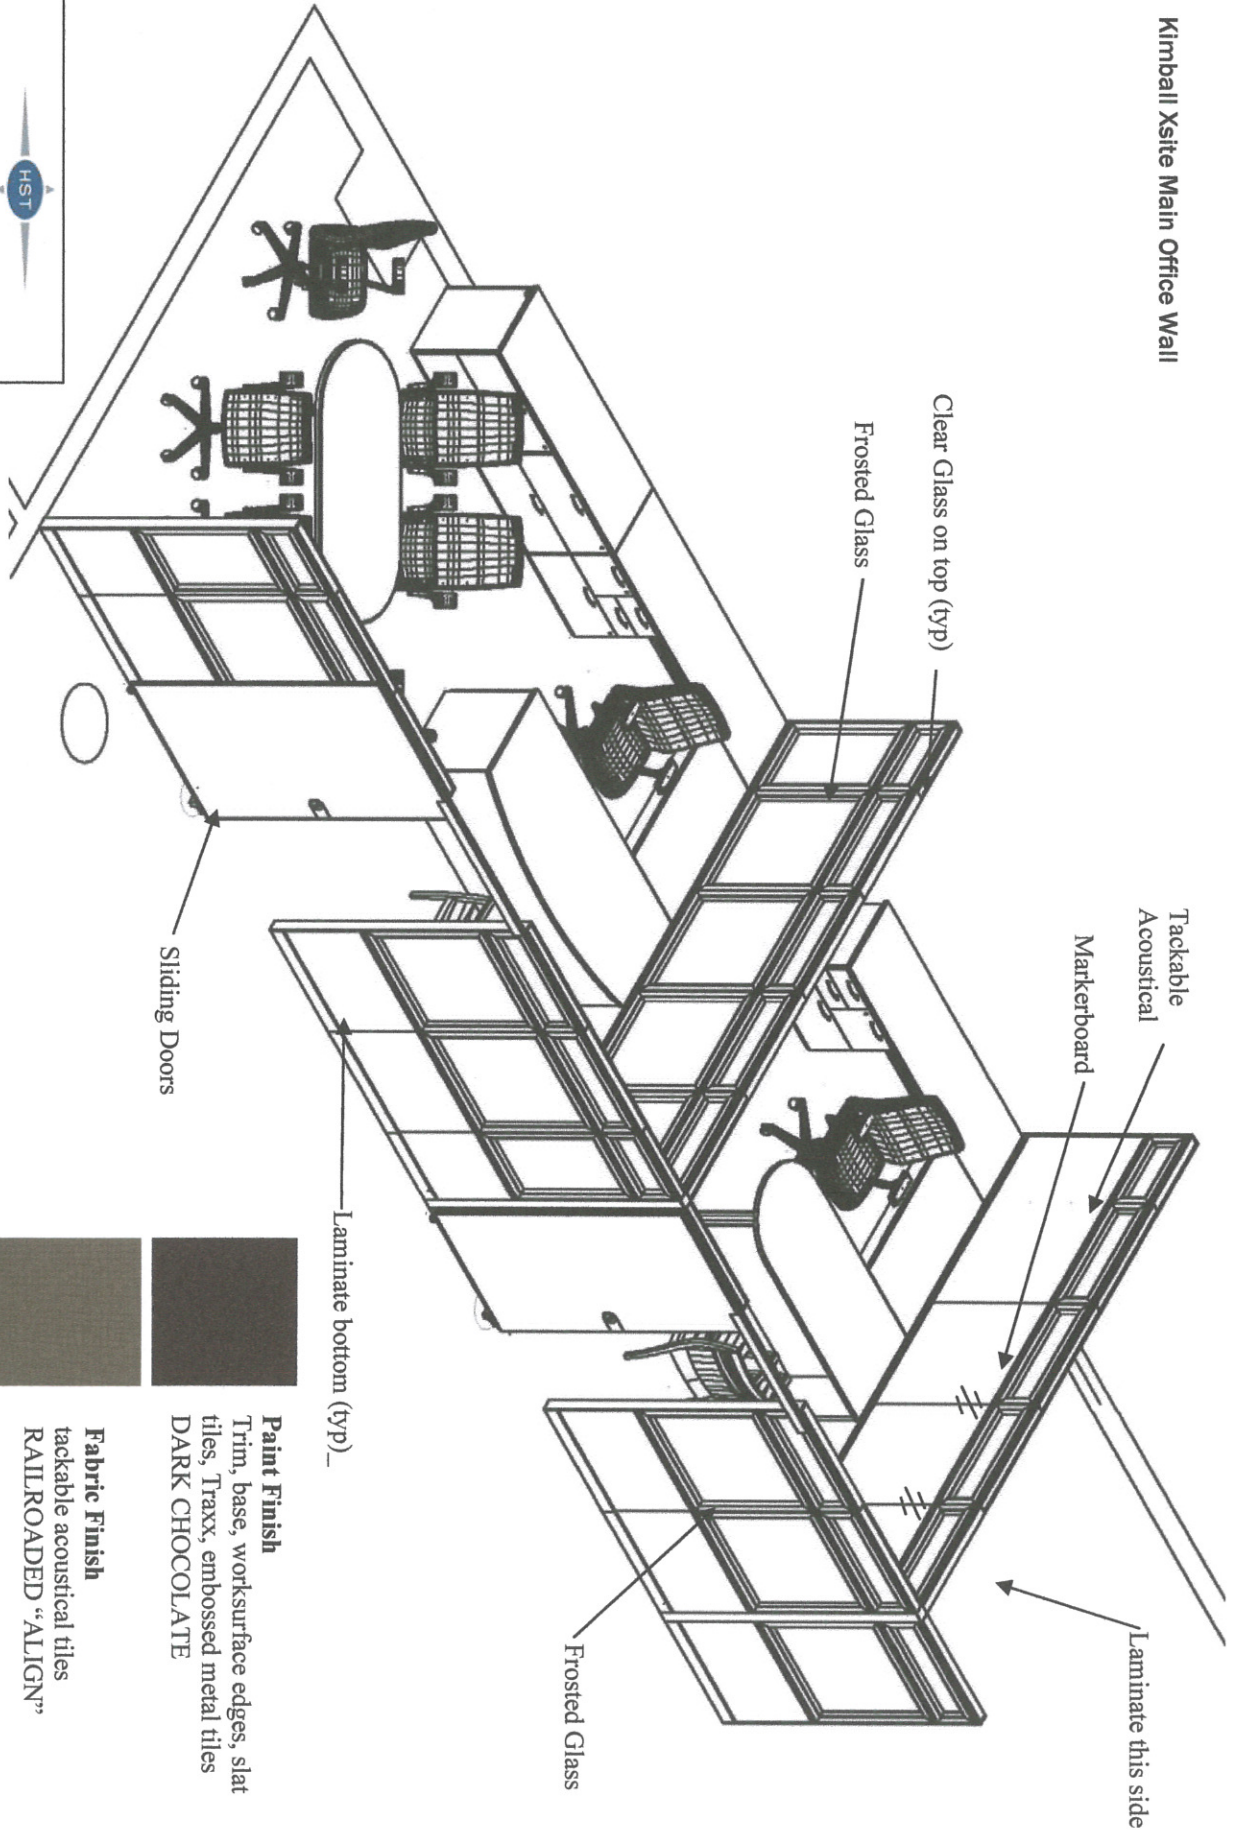 Kimball Xsite Main Office Wall
Clear Glass on top (typ)
Frosted Glass
Tackable
Acoustical
Markerboard
Laminate this side
Sliding Doors
Laminate bottom (typ)_
Frosted Glass
Paint Finish
Trim, base, worksurface edges, slat
tiles, Traxx, embossed metal tiles
DARK CHOCOLATE
Fabric Finish
tackable acoustical tiles
RAILROADED “ALIGN”
HST